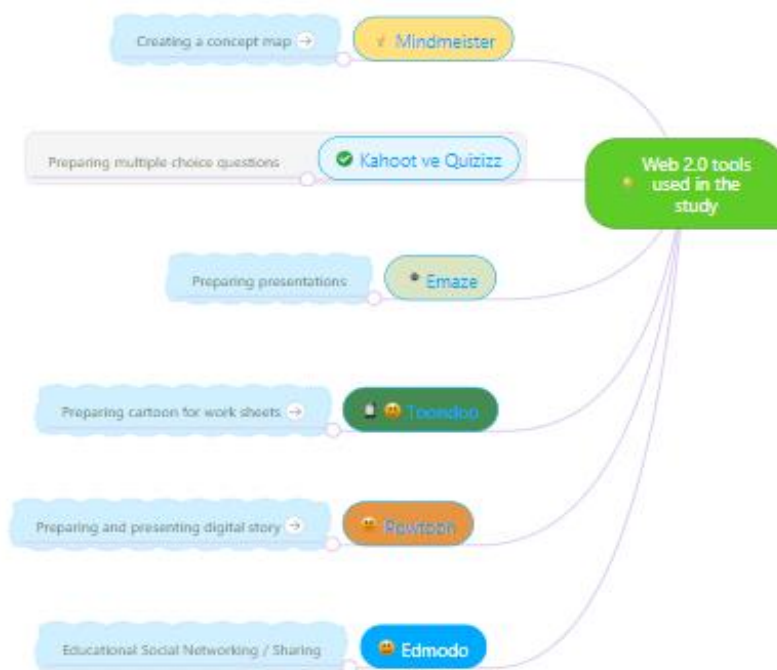 Creating a concept map
Mindmeister
Preparing multiple choice questions
Kahoot ve Quizizz
Web 2.0 tools
used in the
study
Preparing presentations
Emaze
Preparing cartoon for work sheets
Toondoo
Preparing and presenting digital story
Powtoon
Educational Social Networking / Sharing
Edmodo